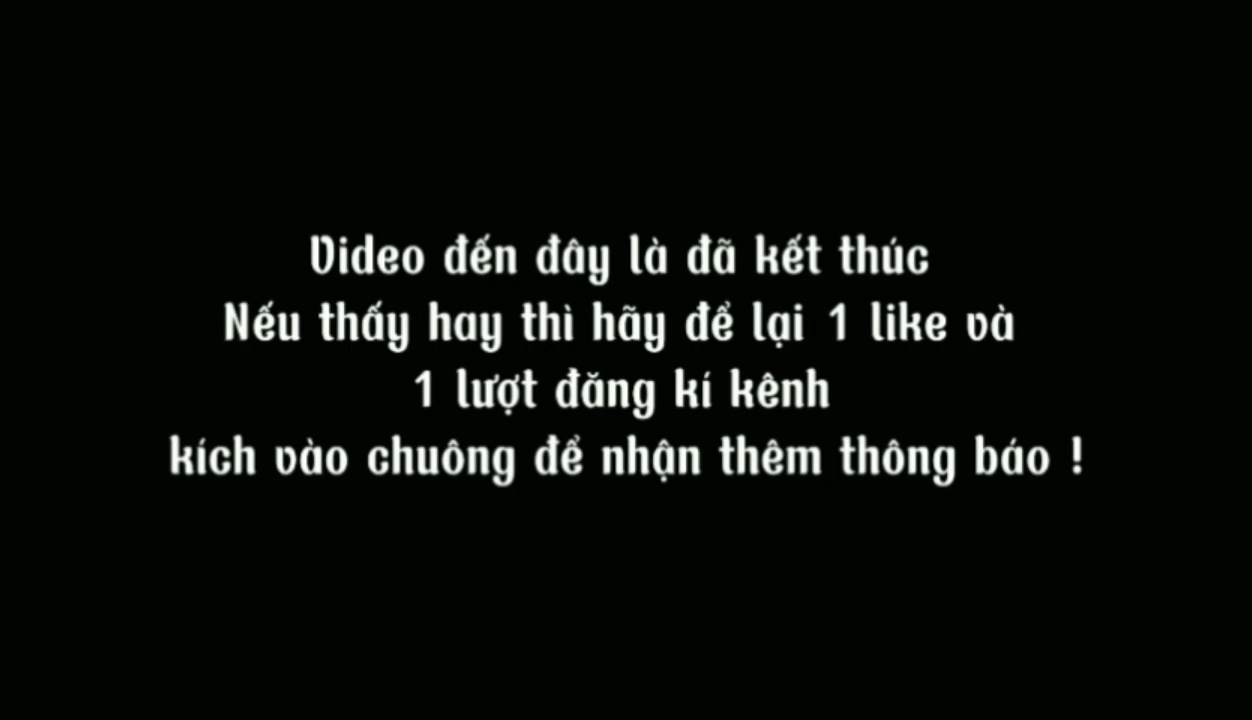 Video đến đây là đã kết thúc
Nếu thấy hay thì hãy để lại 1 like và
1 lượt đăng kí kênh
kích vào chuông để nhận thêm thông báo !